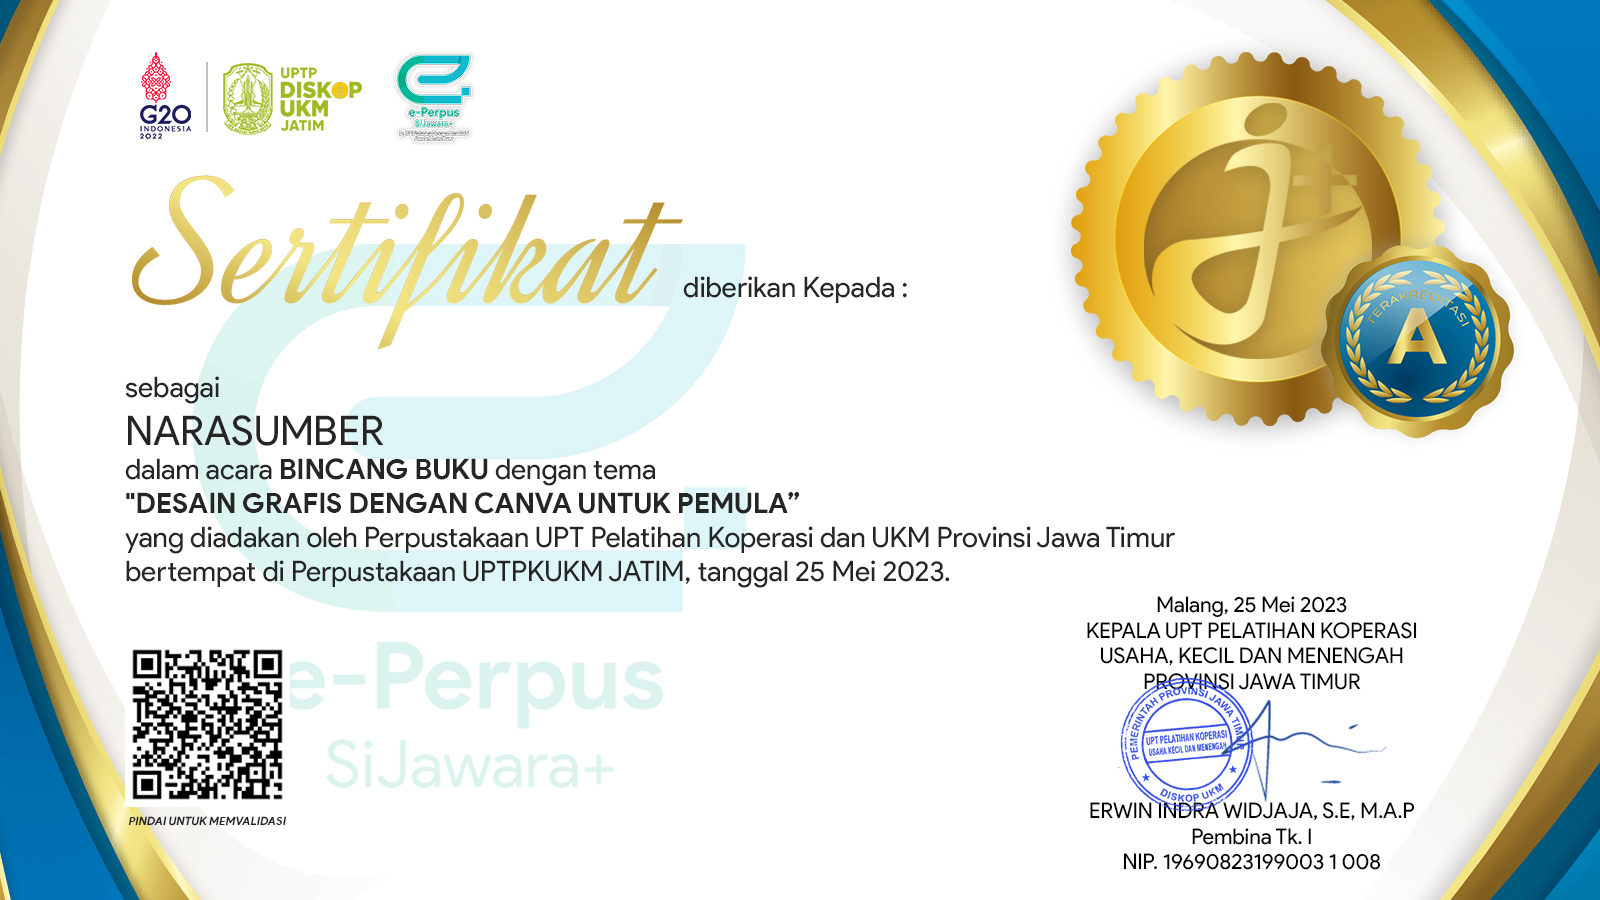 G20
INDONESIA
2022
UPTP
DISKOP
UKM
JATIM
e-Perpus
SiJawara+
Sertifikat diberikan Kepada :
TERAKREDITASI
A
sebagai
NARASUMBER
dalam acara BINCANG BUKU dengan tema
"DESAIN GRAFIS DENGAN CANVA UNTUK PEMULA”
yang diadakan oleh Perpustakaan UPT Pelatihan Koperasi dan UKM Provinsi Jawa Timur
bertempat di Perpustakaan UPTPKUKM JATIM, tanggal 25 Mei 2023.
e-Perpus
SiJawara+
PINDAI UNTUK MEMVALIDASI
Malang, 25 Mei 2023
KEPALA UPT PELATIHAN KOPERASI
USAHA, KECIL DAN MENENGAH
PROVINSI JAWA TIMUR
PEMERINTAH PROVINSI JAWA TIMUR
UPT PELATIHAN KOPERASI
USAHA KECIL DAN MENENGAH
DISKOP UKM
ERWIN INDRA WIDJAJA, S.E, M.A.P
Pembina Tk. I
NIP. 19690823199003 1 008